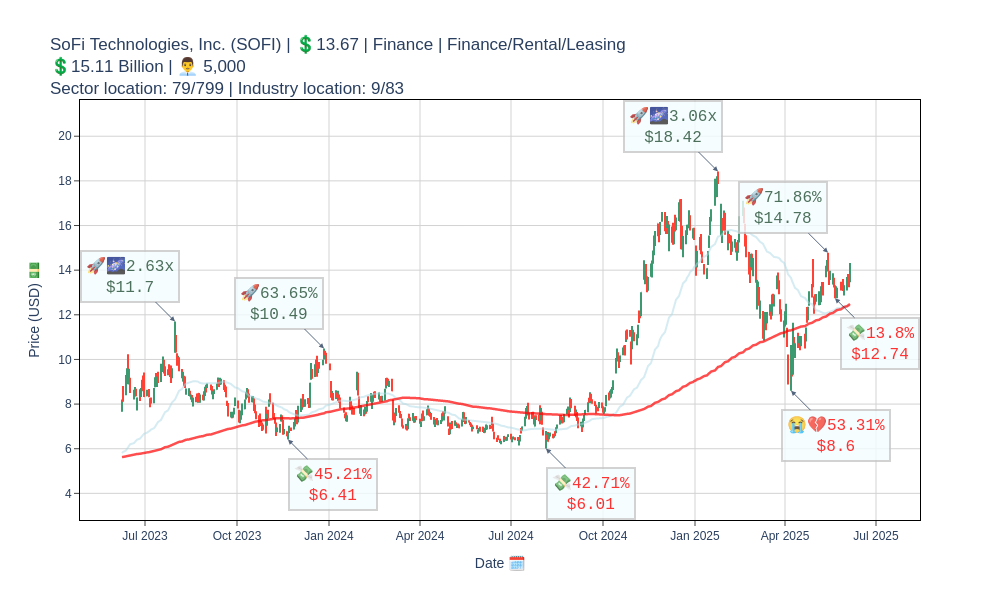 SoFi Technologies, Inc. (SOFI) | 💲13.67 | Finance | Finance/Rental/Leasing
💲15.11 Billion | 👨‍💼 5,000
Sector location: 79/799 | Industry location: 9/83
🚀🌌3.06x
$18.42
🚀71.86%
$14.78
🚀🌌2.63x
$11.7
🚀63.65%
$10.49
💸13.8%
$12.74
😭💔53.31%
$8.6
💸45.21%
$6.41
💸42.71%
$6.01
20
18
16
14
12
10
8
6
4
Price (USD) 💵
Jul 2023
Oct 2023
Jan 2024
Apr 2024
Jul 2024
Oct 2024
Jan 2025
Apr 2025
Jul 2025
Date 🗓️